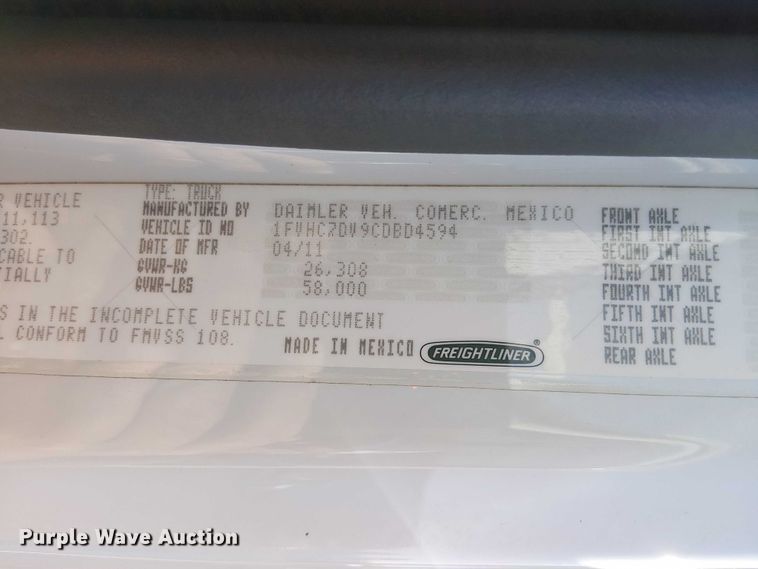 R VEHICLE
11,113
302.
CABLE TO
TIALLY
S IN THE INCOMPLETE VEHICLE DOCUMENT
L CONFORM TO FMVSS 108.
TYPE: TRUCK
MANUFACTURED BY DAIMLER VEH. COMERC. MEXICO
VEHICLE ID NO 1FVHC7DV9CDBD4594
DATE OF MFR 04/11
GVWR-KG 26,308
GVWR-LBS 58,000
MADE IN MEXICO FREIGHTLINER®
FRONT AXLE
FIRST INT AXLE
SECOND INT AXLE
THIRD INT AXLE
FOURTH INT AXLE
FIFTH INT AXLE
SIXTH INT AXLE
REAR AXLE
Purple Wave Auction